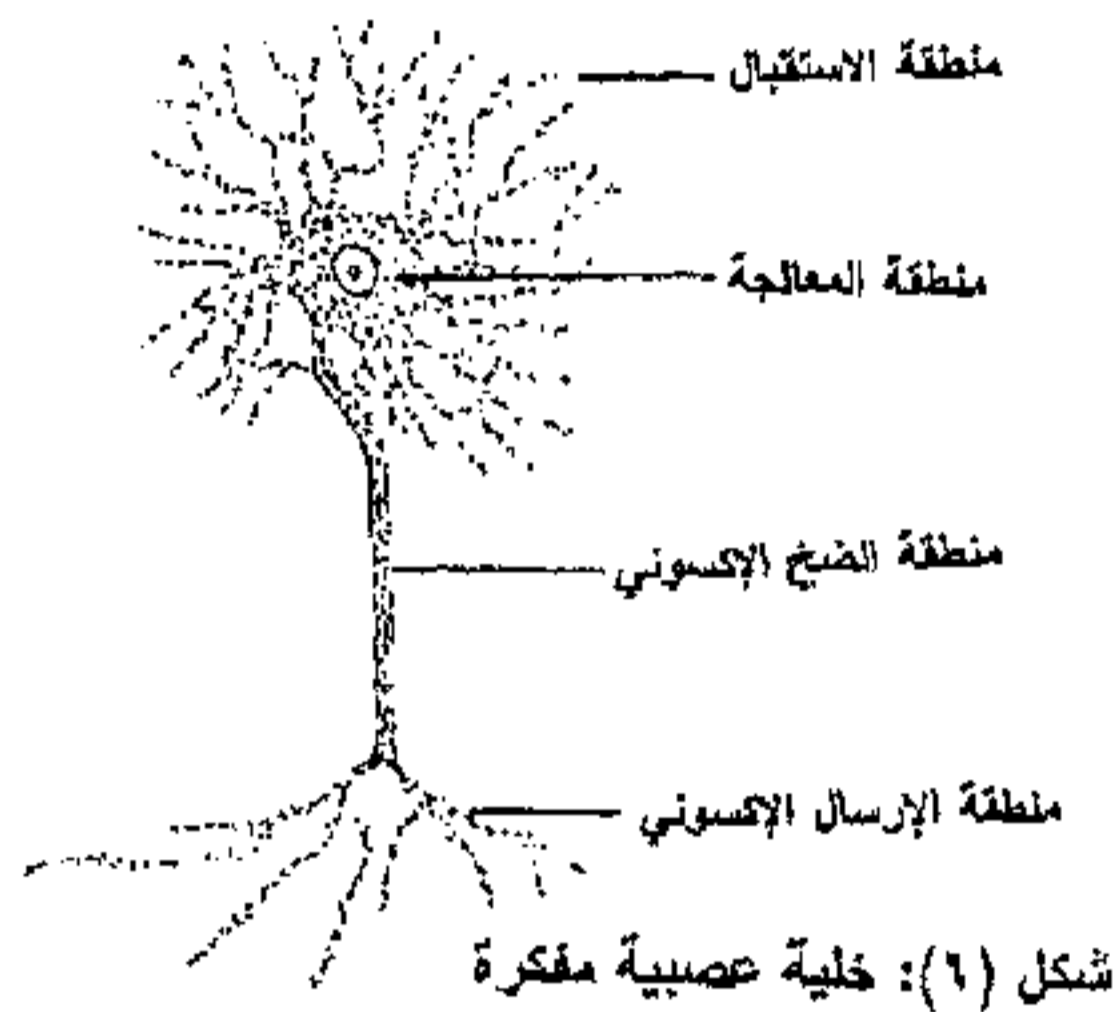 منطقة الاستقبال
منطقة المعالجة
منطقة الضخ الإكسوني
منطقة الإرسال الإكسوني
شكل (٦): خلية عصبية مفكرة